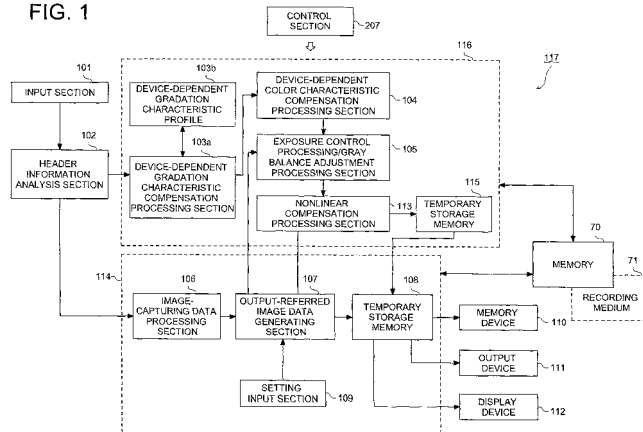 FIG. 1
CONTROL
SECTION
207
116
117
101
INPUT SECTION
102
HEADER
INFORMATION
ANALYSIS SECTION
103b
DEVICE-DEPENDENT
GRADATION
CHARACTERISTIC
PROFILE
103a
DEVICE-DEPENDENT
GRADATION
CHARACTERISTIC
COMPENSATION
PROCESSING SECTION
DEVICE-DEPENDENT
COLOR CHARACTERISTIC
COMPENSATION
PROCESSING SECTION
104
EXPOSURE CONTROL
PROCESSING/GRAY
BALANCE ADJUSTMENT
PROCESSING SECTION
105
NONLINEAR
COMPENSATION
PROCESSING SECTION
113
115
TEMPORARY
STORAGE
MEMORY
70
MEMORY
71
RECORDING
MEDIUM
114
106
IMAGE-
CAPTURING DATA
PROCESSING
SECTION
107
OUTPUT-REFERRED
IMAGE DATA
GENERATING
SECTION
108
TEMPORARY
STORAGE
MEMORY
SETTING
INPUT SECTION
109
MEMORY
DEVICE
110
OUTPUT
DEVICE
111
DISPLAY
DEVICE
112